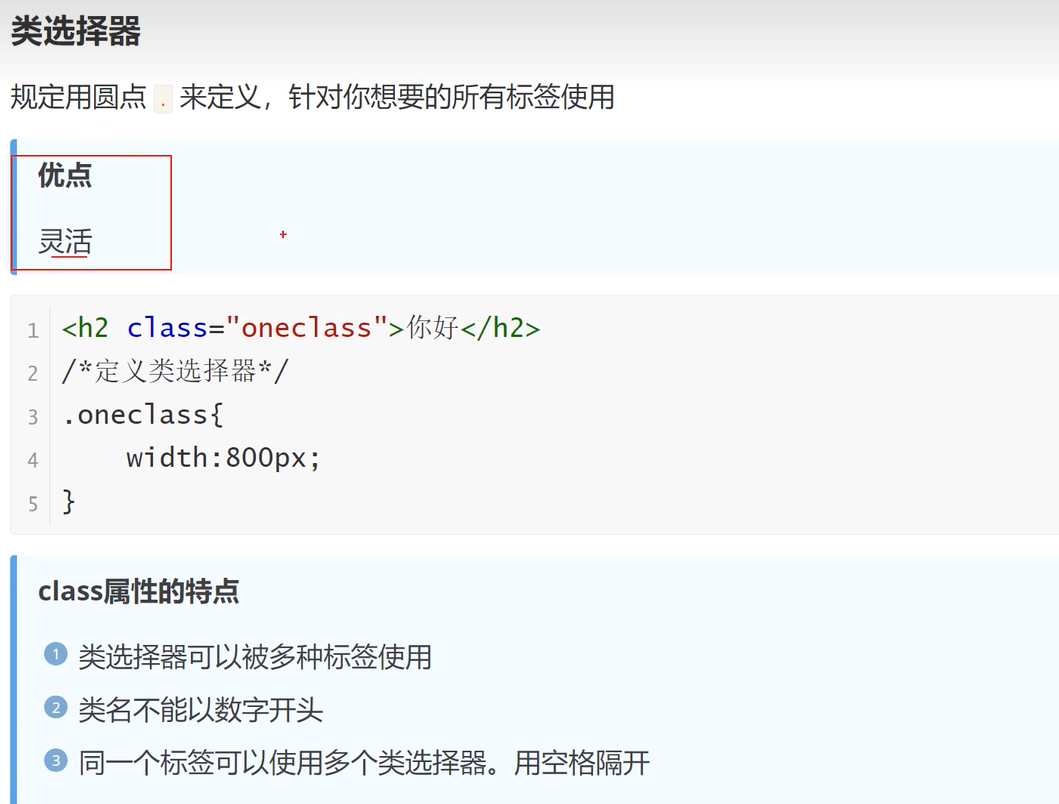 类选择器
规定用圆点 . 来定义，针对你想要的所有标签使用
优点
灵活
1 <h2 class="oneclass">你好</h2>
2 /*定义类选择器*/
3 .oneclass{
4     width:800px;
5 }
class属性的特点
1 类选择器可以被多种标签使用
2 类名不能以数字开头
3 同一个标签可以使用多个类选择器。用空格隔开